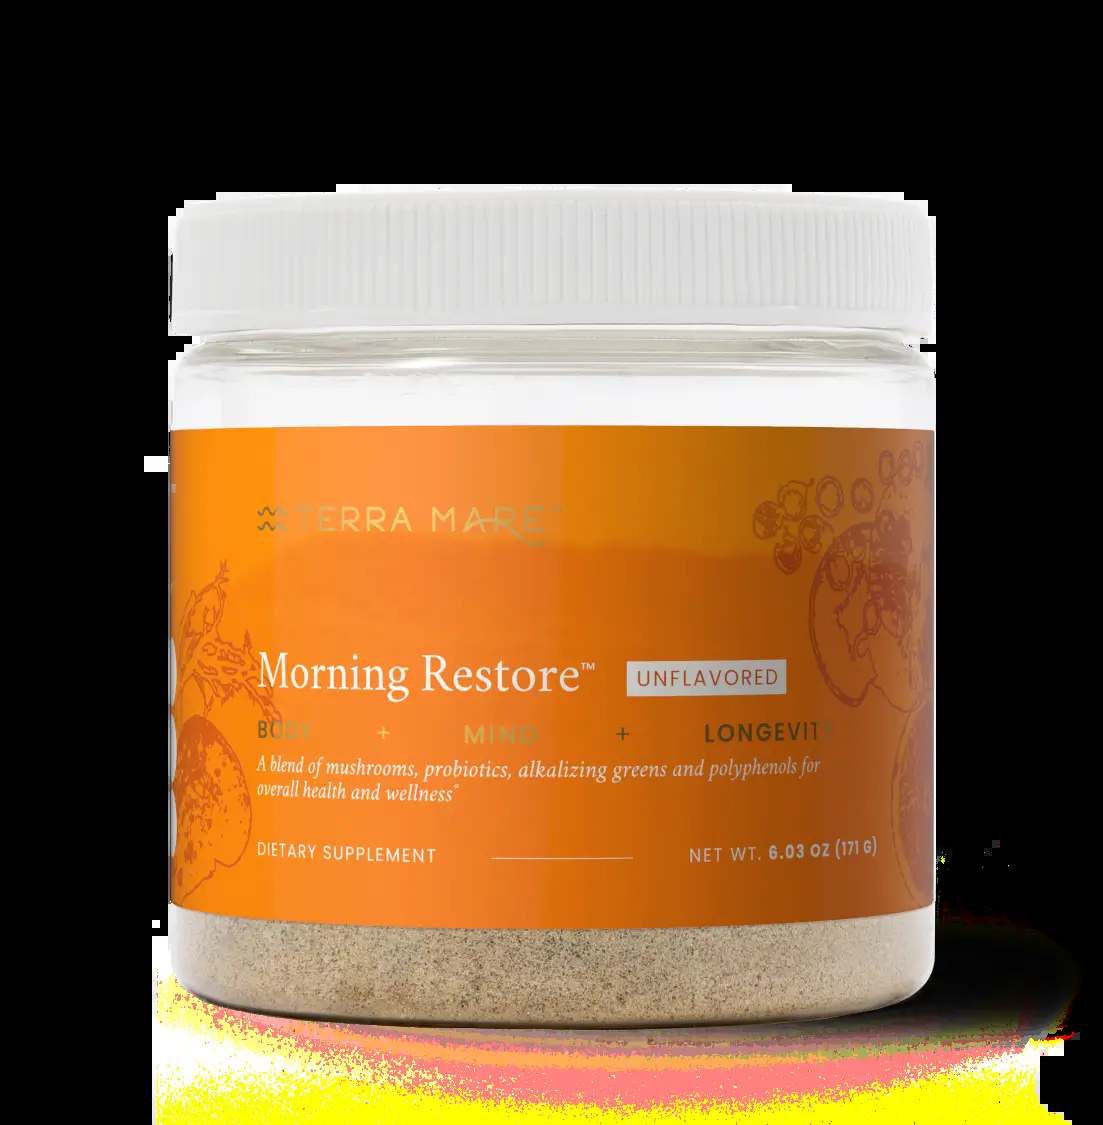 TERRA MARE
Morning Restore™ UNFLAVORED
BODY + MIND + LONGEVITY
A blend of mushrooms, probiotics, alkalizing greens and polyphenols for
overall health and wellness*
DIETARY SUPPLEMENT NET WT. 6.03 OZ (171 G)